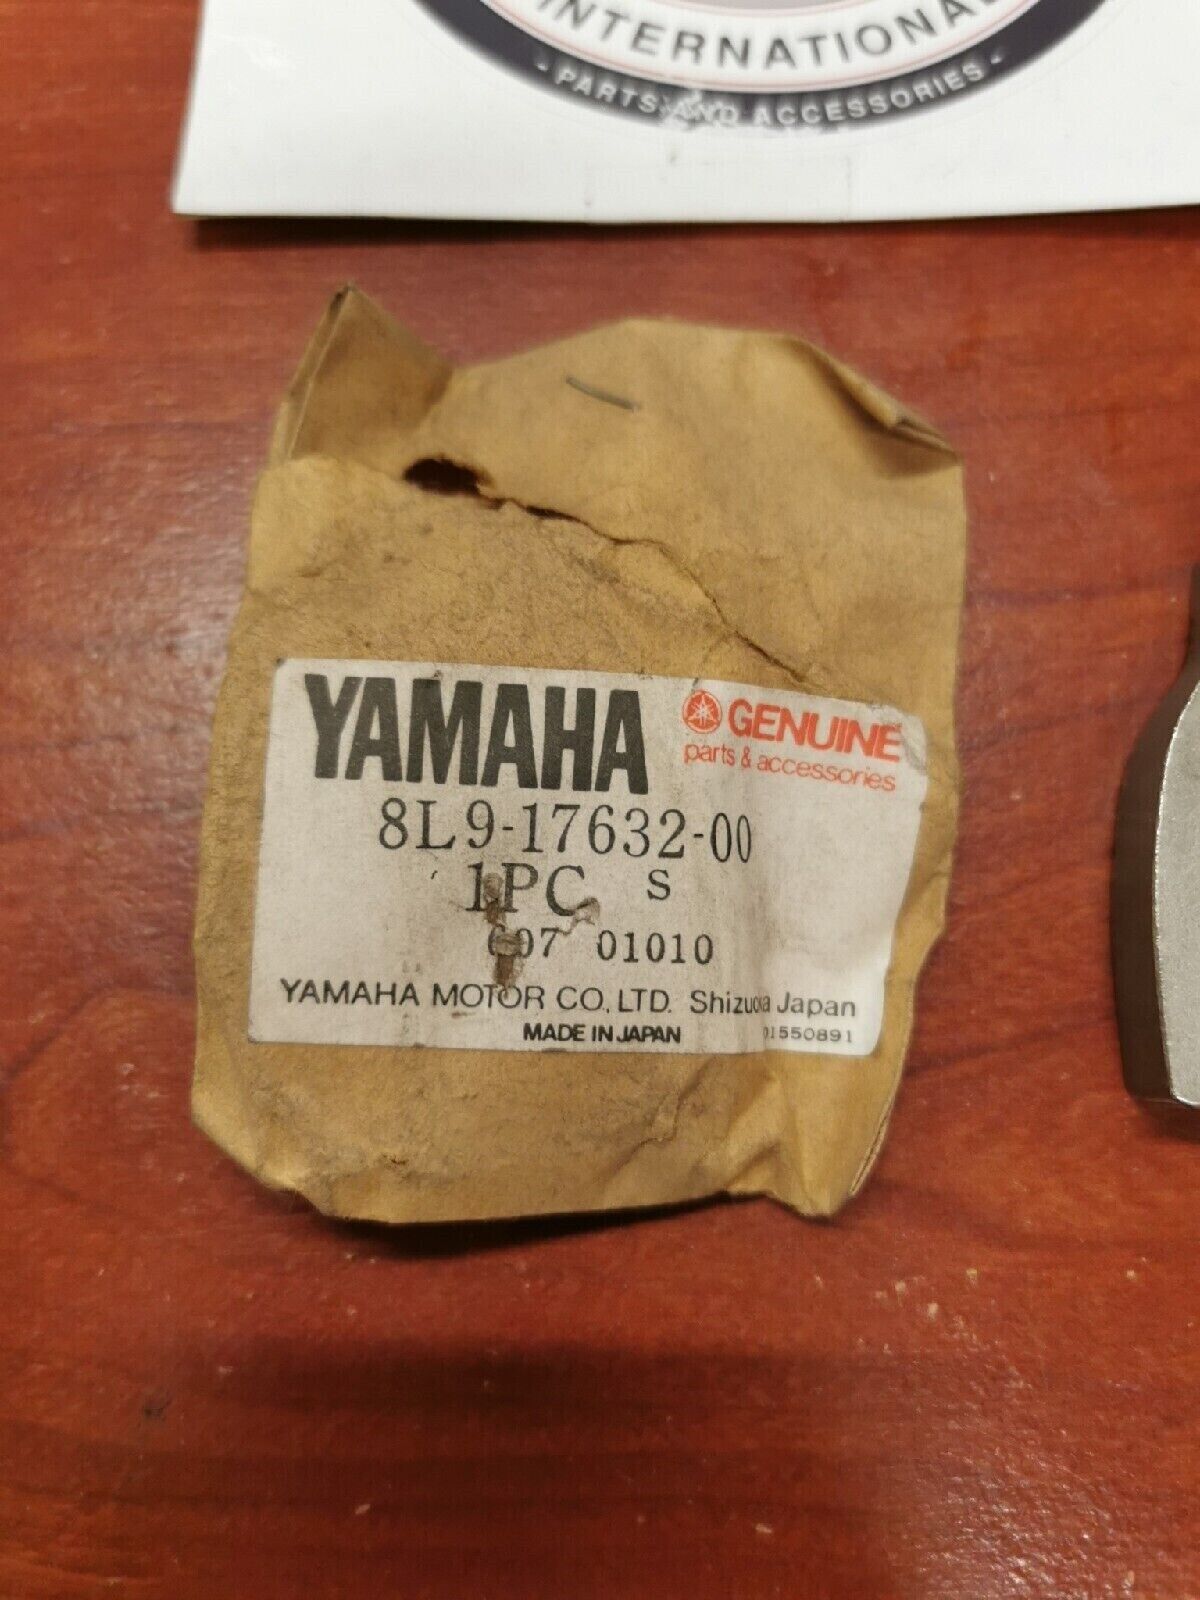 INTERNATIONAL
- PARTS AND ACCESSORIES -
YAMAHA
GENUINE
parts & accessories
8L9-17632-00
1PC S
607 01010
YAMAHA MOTOR CO., LTD. Shizuoka Japan
MADE IN JAPAN 01550891